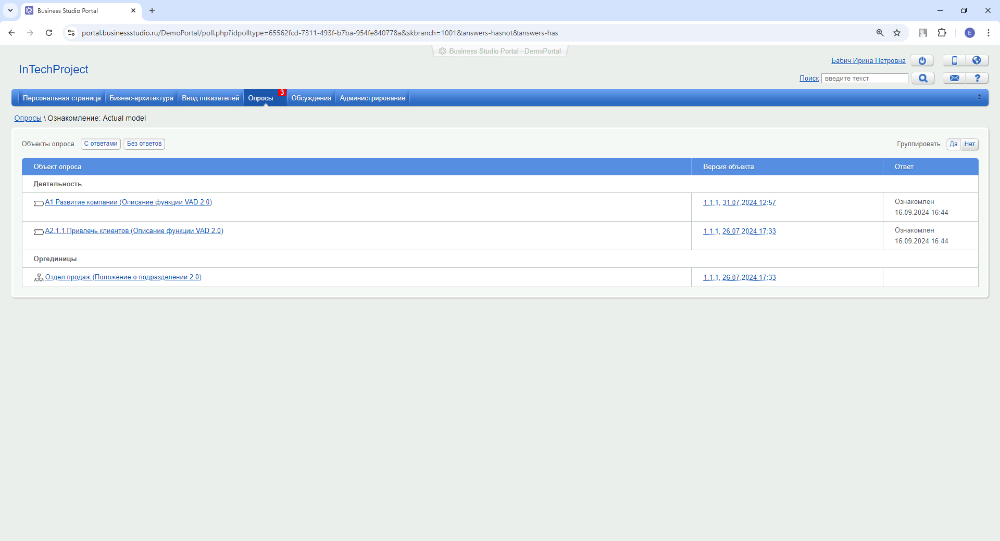 Business Studio Portal
portal.businessstudio.ru/DemoPortal/poll.php?idpolltype=65562fcd-7311-493f-b7ba-954fe840778a&skbranch=1001&answers-hasnot&answers-has
E
Business Studio Portal - DemoPortal
InTechProject
Бабич Ирина Петровна
Поиск введите текст
Персональная страница Бизнес-архитектура Ввод показателей Опросы 3 Обсуждения Администрирование
Опросы \ Ознакомление: Actual model
Объекты опроса С ответами Без ответов Группировать Да Нет
Объект опроса Версия объекта Ответ
Деятельность
A1 Развитие компании (Описание функции VAD 2.0) 1.1.1, 31.07.2024 12:57 Ознакомлен
16.09.2024 16:44
A2.1.1 Привлечь клиентов (Описание функции VAD 2.0) 1.1.1, 26.07.2024 17:33 Ознакомлен
16.09.2024 16:44
Оргединицы
Отдел продаж (Положение о подразделении 2.0) 1.1.1, 26.07.2024 17:33